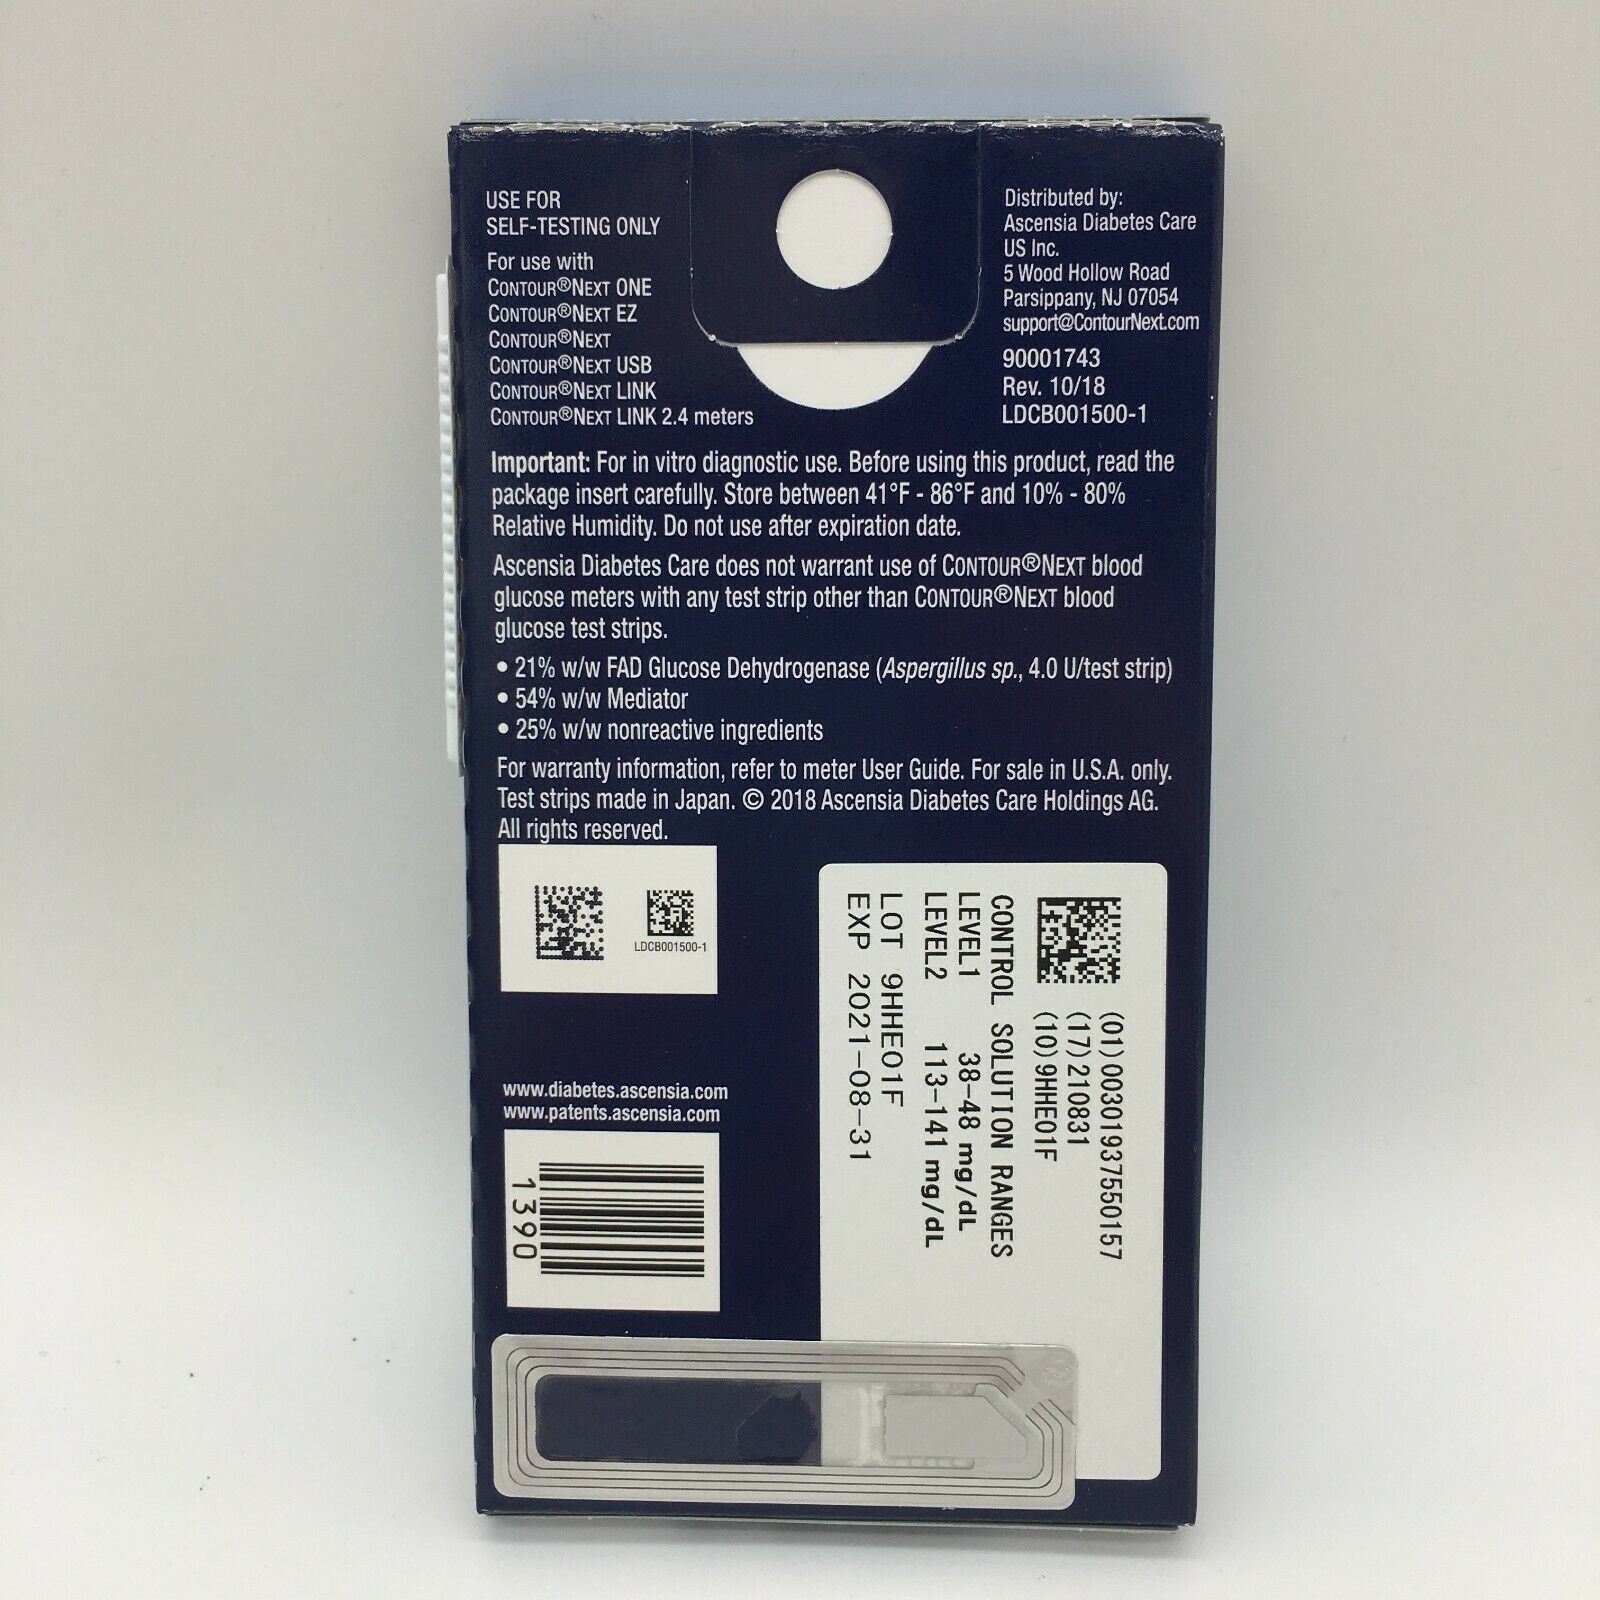 USE FOR
SELF-TESTING ONLY
For use with
CONTOUR®NEXT ONE
CONTOUR®NEXT EZ
CONTOUR®NEXT
CONTOUR®NEXT USB
CONTOUR®NEXT LINK
CONTOUR®NEXT LINK 2.4 meters
Distributed by:
Ascensia Diabetes Care
US Inc.
5 Wood Hollow Road
Parsippany, NJ 07054
support@ContourNext.com
90001743
Rev. 10/18
LDCB001500-1
Important: For in vitro diagnostic use. Before using this product, read the
package insert carefully. Store between 41°F - 86°F and 10% - 80%
Relative Humidity. Do not use after expiration date.
Ascensia Diabetes Care does not warrant use of CONTOUR®NEXT blood
glucose meters with any test strip other than CONTOUR®NEXT blood
glucose test strips.
• 21% w/w FAD Glucose Dehydrogenase (Aspergillus sp., 4.0 U/test strip)
• 54% w/w Mediator
• 25% w/w nonreactive ingredients
For warranty information, refer to meter User Guide. For sale in U.S.A. only.
Test strips made in Japan. © 2018 Ascensia Diabetes Care Holdings AG.
All rights reserved.
LDCB001500-1
www.diabetes.ascensia.com
www.patents.ascensia.com
1390
(01)00301937550157
(17)210831
(10)9HHE01F
CONTROL SOLUTION RANGES
LEVEL1 38-48 mg/dL
LEVEL2 113-141 mg/dL
LOT 9HHE01F
EXP 2021-08-31